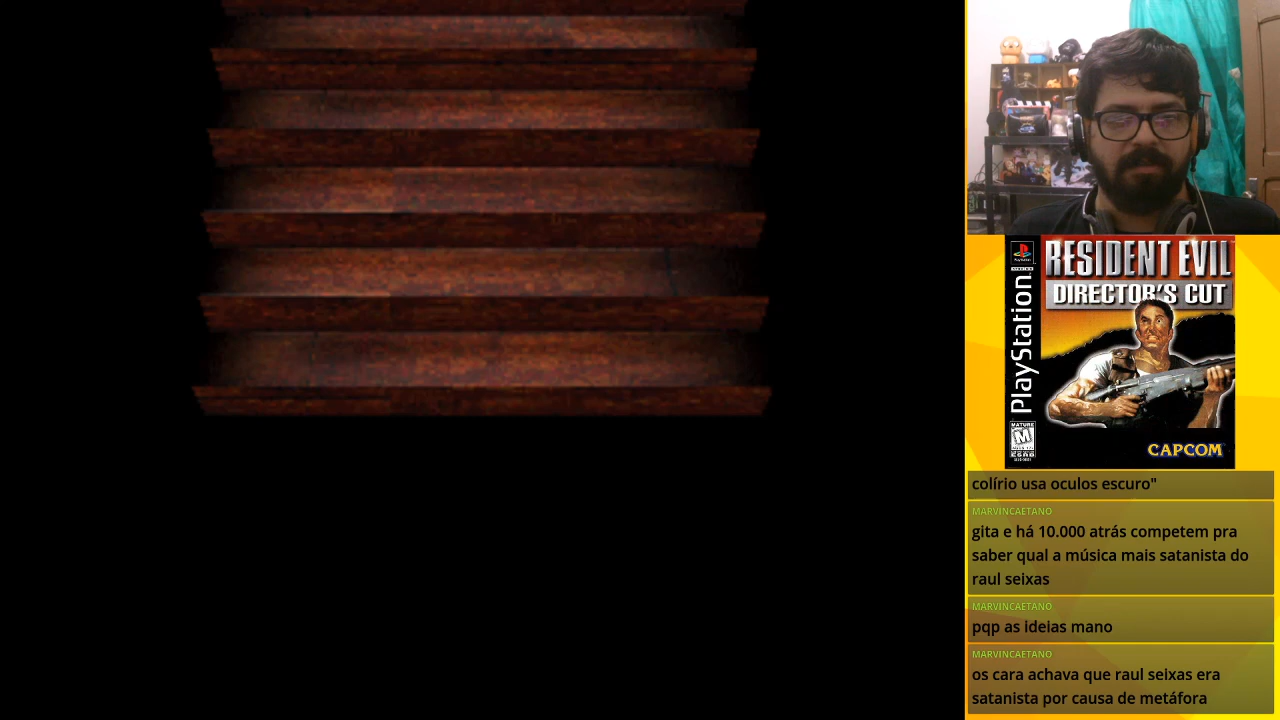 RESIDENT EVIL
DIRECTOR'S CUT
PlayStation
MATURE
M
CAPCOM
colírio usa oculos escuro"
MARVINCAETANO
gita e há 10.000 atrás competem pra
saber qual a música mais satanista do
raul seixas
MARVINCAETANO
pqp as ideias mano
MARVINCAETANO
os cara achava que raul seixas era
satanista por causa de metáfora